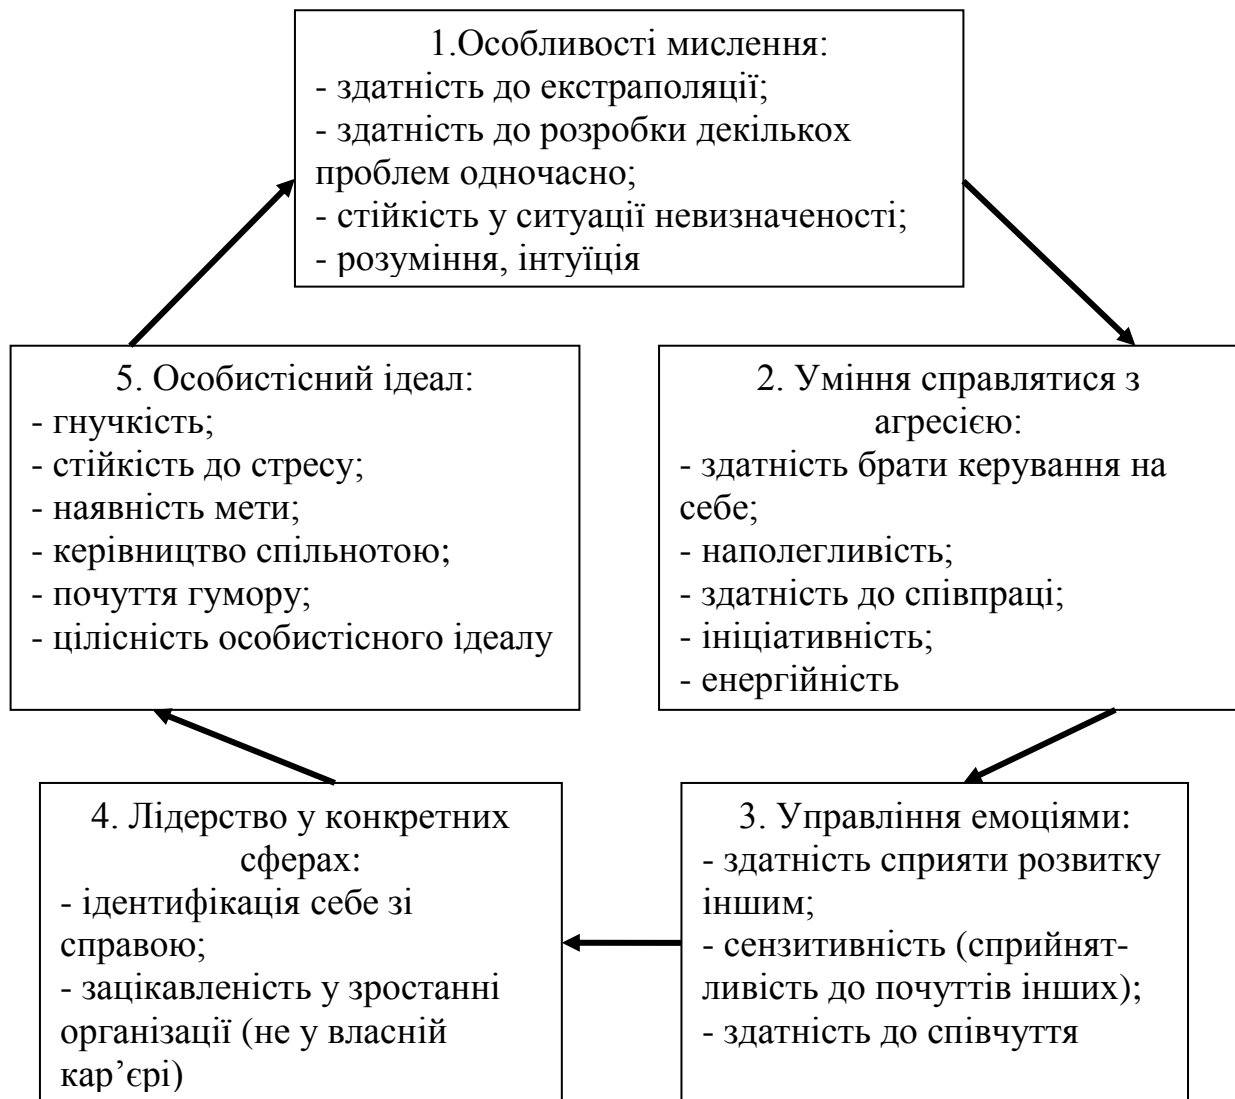 1.Особливості мислення:
- здатність до екстраполяції;
- здатність до розробки декількох
проблем одночасно;
- стійкість у ситуації невизначеності;
- розуміння, інтуїція
5. Особистісний ідеал:
- гнучкість;
- стійкість до стресу;
- наявність мети;
- керівництво спільнотою;
- почуття гумору;
- цілісність особистісного ідеалу
2. Уміння справлятися з
агресією:
- здатність брати керування на
себе;
- наполегливість;
- здатність до співпраці;
- ініціативність;
- енергійність
4. Лідерство у конкретних
сферах:
- ідентифікація себе зі
справою;
- зацікавленість у зростанні
організації (не у власній
кар’єрі)
3. Управління емоціями:
- здатність сприяти розвитку
іншим;
- сензитивність (сприйнят-
ливість до почуттів інших);
- здатність до співчуття